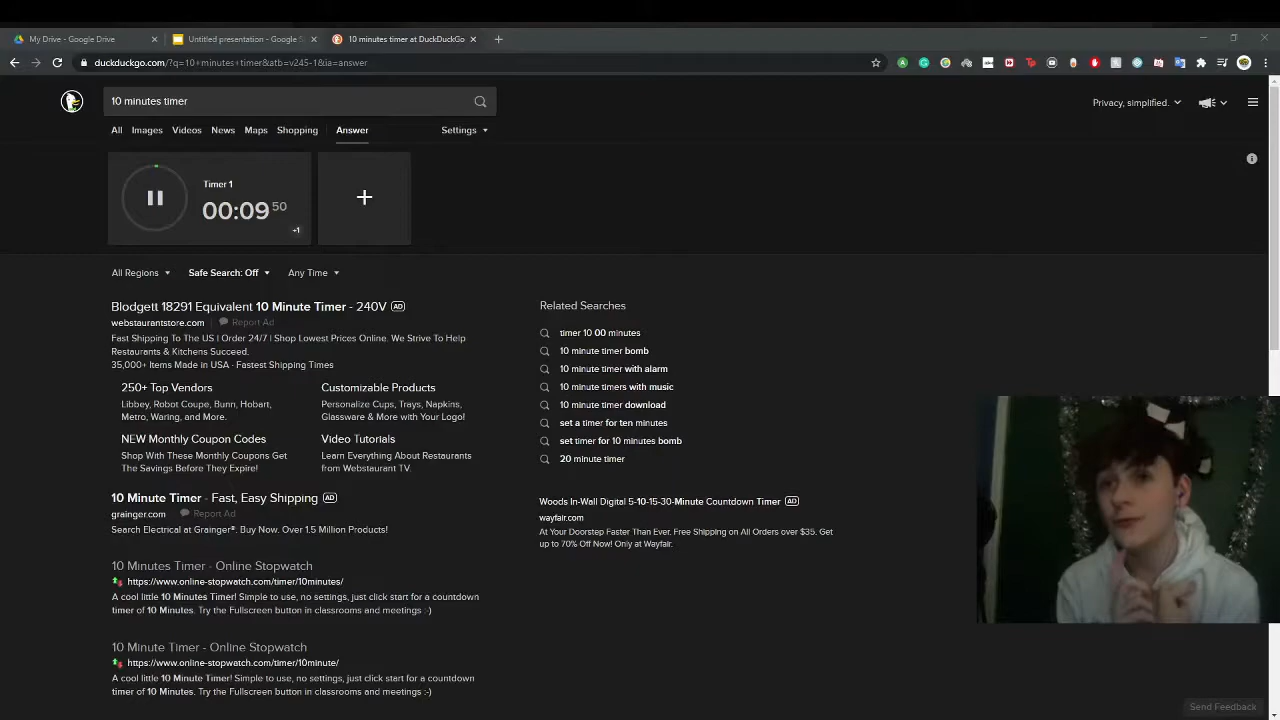 My Drive - Google Drive
Untitled presentation - Google S
10 minutes timer at DuckDuckGo
duckduckgo.com/?q=10+minutes+timer&atb=v245-1&ia=answer
10 minutes timer
Privacy, simplified.
All Images Videos News Maps Shopping Answer Settings
Timer 1
00:09 50
+1
+
All Regions Safe Search: Off Any Time
Blodgett 18291 Equivalent 10 Minute Timer - 240V AD
webstaurantstore.com Report Ad
Fast Shipping To The US | Order 24/7 | Shop Lowest Prices Online. We Strive To Help
Restaurants & Kitchens Succeed.
35,000+ Items Made in USA · Fastest Shipping Times
250+ Top Vendors
Libbey, Robot Coupe, Bunn, Hobart,
Metro, Waring, and More.
Customizable Products
Personalize Cups, Trays, Napkins,
Glassware & More with Your Logo!
NEW Monthly Coupon Codes
Shop With These Monthly Coupons Get
The Savings Before They Expire!
Video Tutorials
Learn Everything About Restaurants
from Webstaurant TV.
10 Minute Timer - Fast, Easy Shipping AD
grainger.com Report Ad
Search Electrical at Grainger®. Buy Now. Over 1.5 Million Products!
10 Minutes Timer - Online Stopwatch
https://www.online-stopwatch.com/timer/10minutes/
A cool little 10 Minutes Timer! Simple to use, no settings, just click start for a countdown
timer of 10 Minutes. Try the Fullscreen button in classrooms and meetings :-)
10 Minute Timer - Online Stopwatch
https://www.online-stopwatch.com/timer/10minute/
A cool little 10 Minute Timer! Simple to use, no settings, just click start for a countdown
timer of 10 Minutes. Try the Fullscreen button in classrooms and meetings :-)
Related Searches
timer 10 00 minutes
10 minute timer bomb
10 minute timer with alarm
10 minute timers with music
10 minute timer download
set a timer for ten minutes
set timer for 10 minutes bomb
20 minute timer
Woods In-Wall Digital 5-10-15-30-Minute Countdown Timer AD
wayfair.com
At Your Doorstep Faster Than Ever. Free Shipping on All Orders over $35. Get
up to 70% Off Now! Only at Wayfair.
Send Feedback